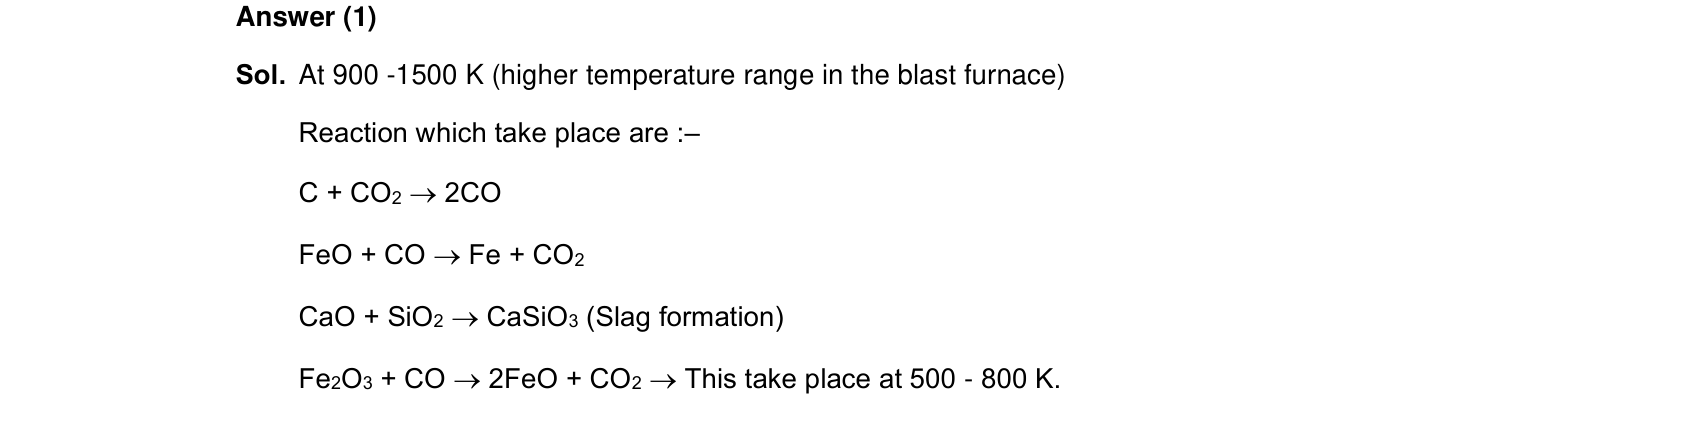 Answer (1)
Sol. At 900 -1500 K (higher temperature range in the blast furnace)
Reaction which take place are :–
C + CO₂ → 2CO
FeO + CO → Fe + CO₂
CaO + SiO₂ → CaSiO₃ (Slag formation)
Fe₂O₃ + CO → 2FeO + CO₂ → This take place at 500 - 800 K.